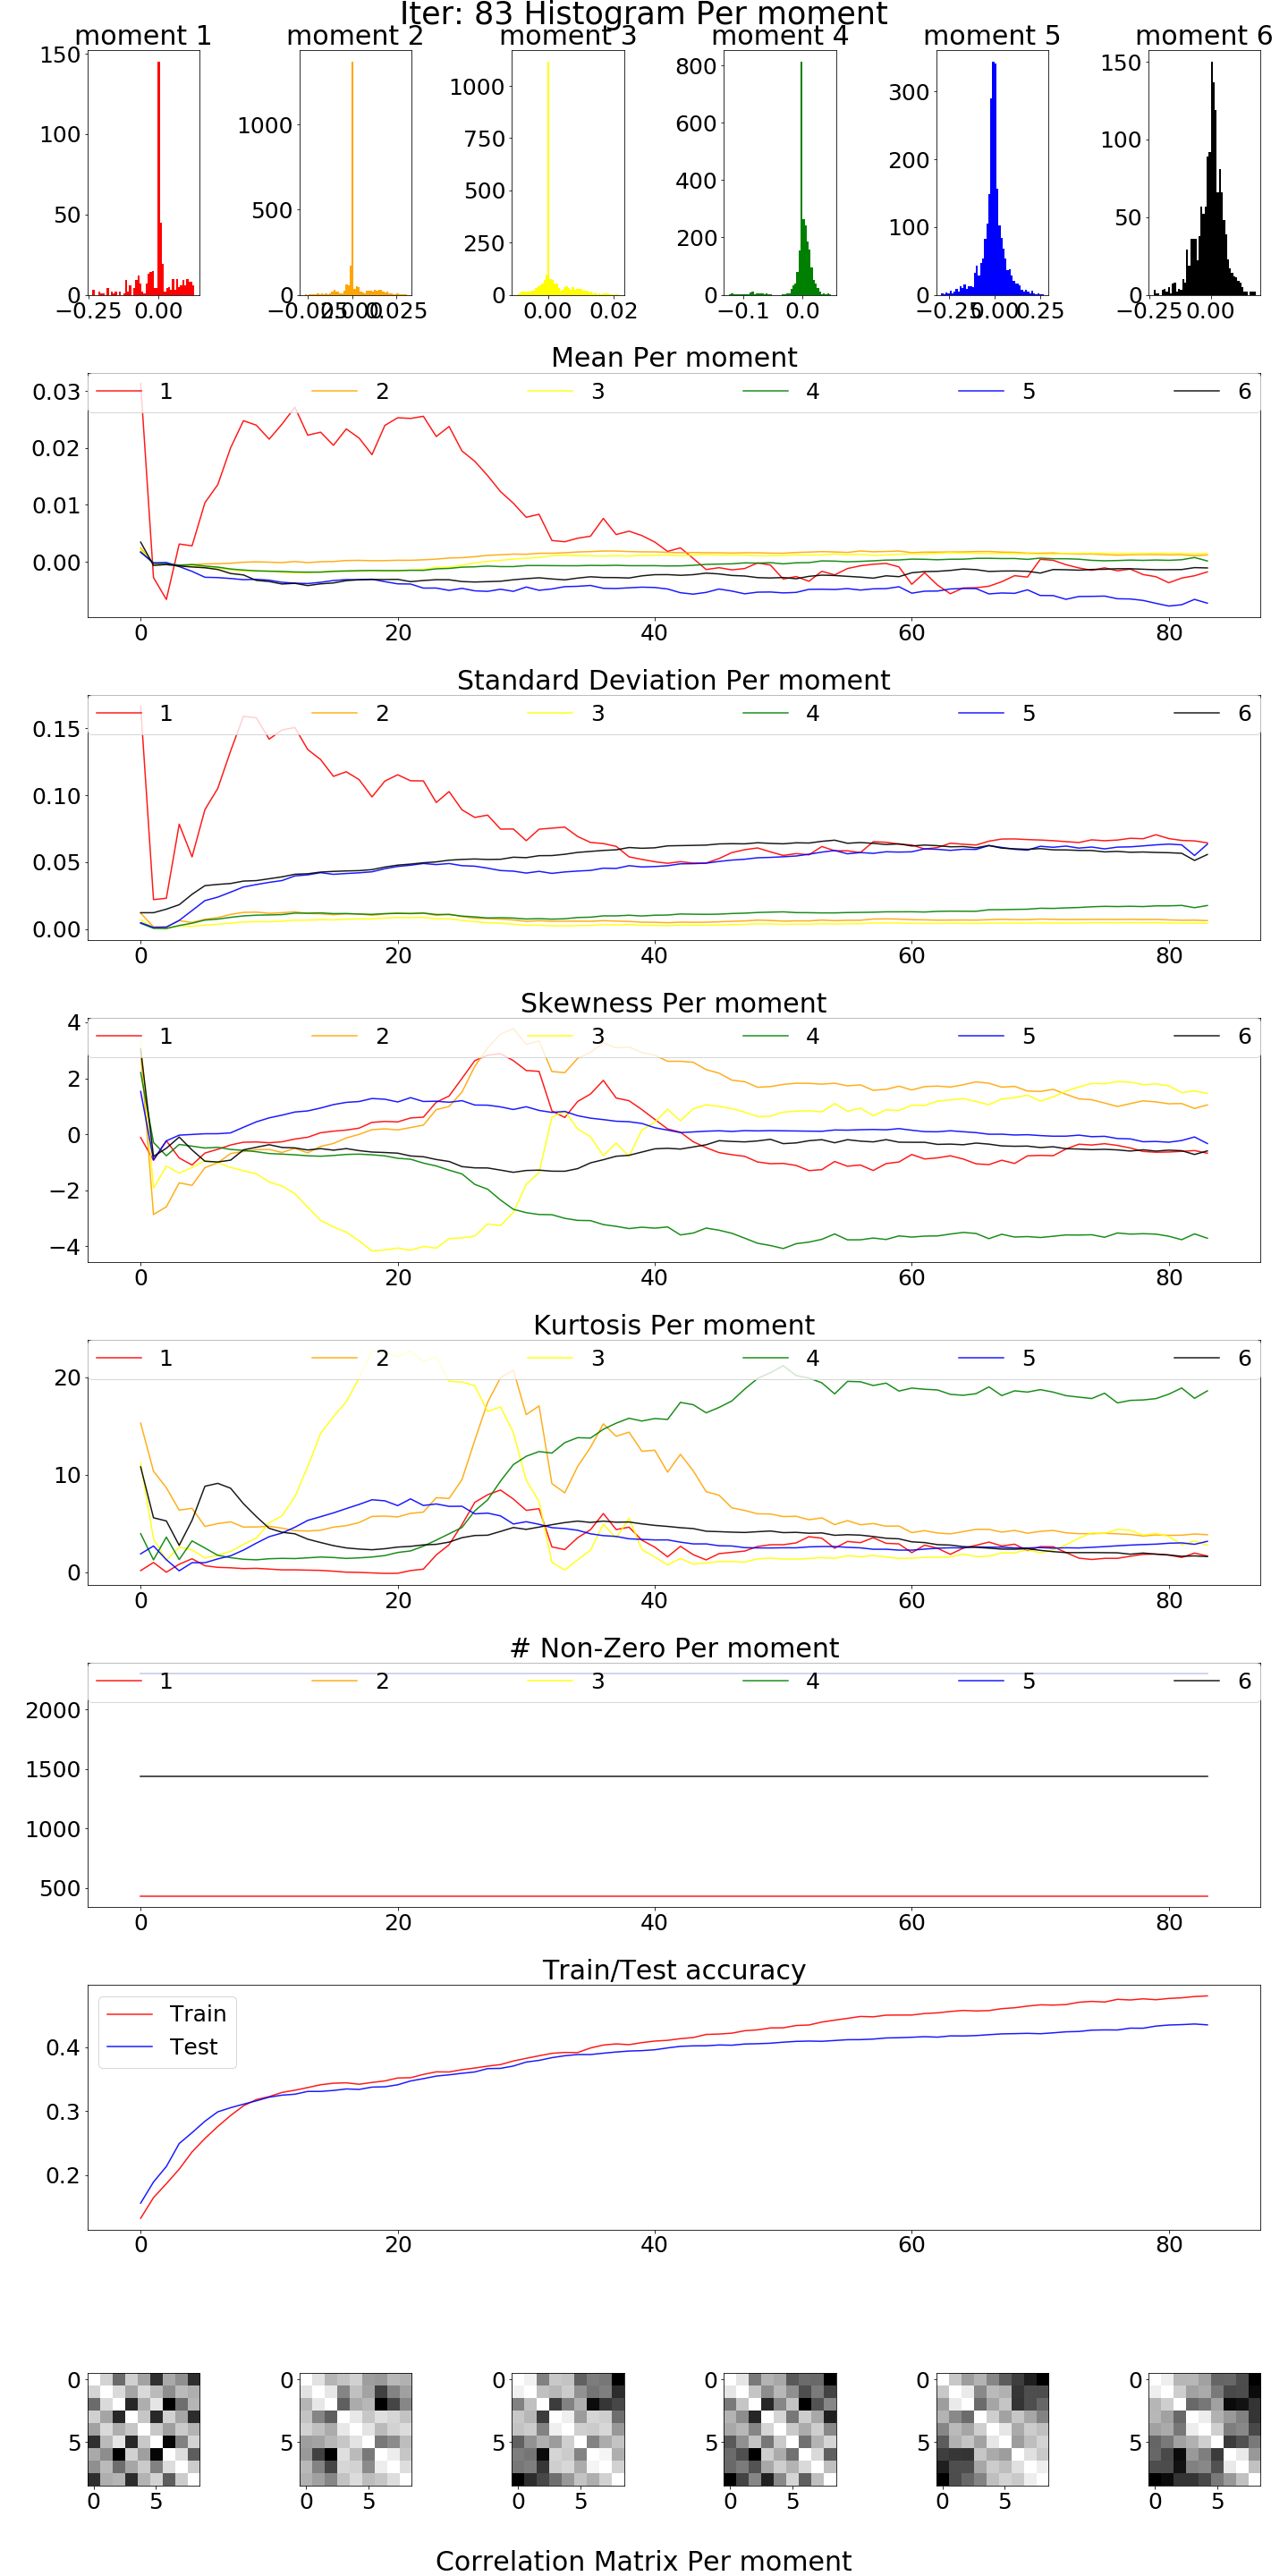 Iter: 83 Histogram Per moment
moment 1 moment 2 moment 3 moment 4 moment 5 moment 6
150
100
50
0
−0.25 0.00
1000
500
0
−0.025 0.000 0.025
1000
750
500
250
0
0.00 0.02
800
600
400
200
0
−0.1 0.0
300
200
100
0
−0.25 0.00 0.25
150
100
50
0
−0.25 0.00
Mean Per moment
1 2 3 4 5 6
0.03
0.02
0.01
0.00
0 20 40 60 80
Standard Deviation Per moment
1 2 3 4 5 6
0.15
0.10
0.05
0.00
0 20 40 60 80
Skewness Per moment
1 2 3 4 5 6
4
2
0
−2
−4
0 20 40 60 80
Kurtosis Per moment
1 2 3 4 5 6
20
10
0
0 20 40 60 80
# Non-Zero Per moment
1 2 3 4 5 6
2000
1500
1000
500
0 20 40 60 80
Train/Test accuracy
Train
Test
0.4
0.3
0.2
0 20 40 60 80
0 0 0 0 0 0
5 5 5 5 5 5
0 5 0 5 0 5 0 5 0 5 0 5
Correlation Matrix Per moment